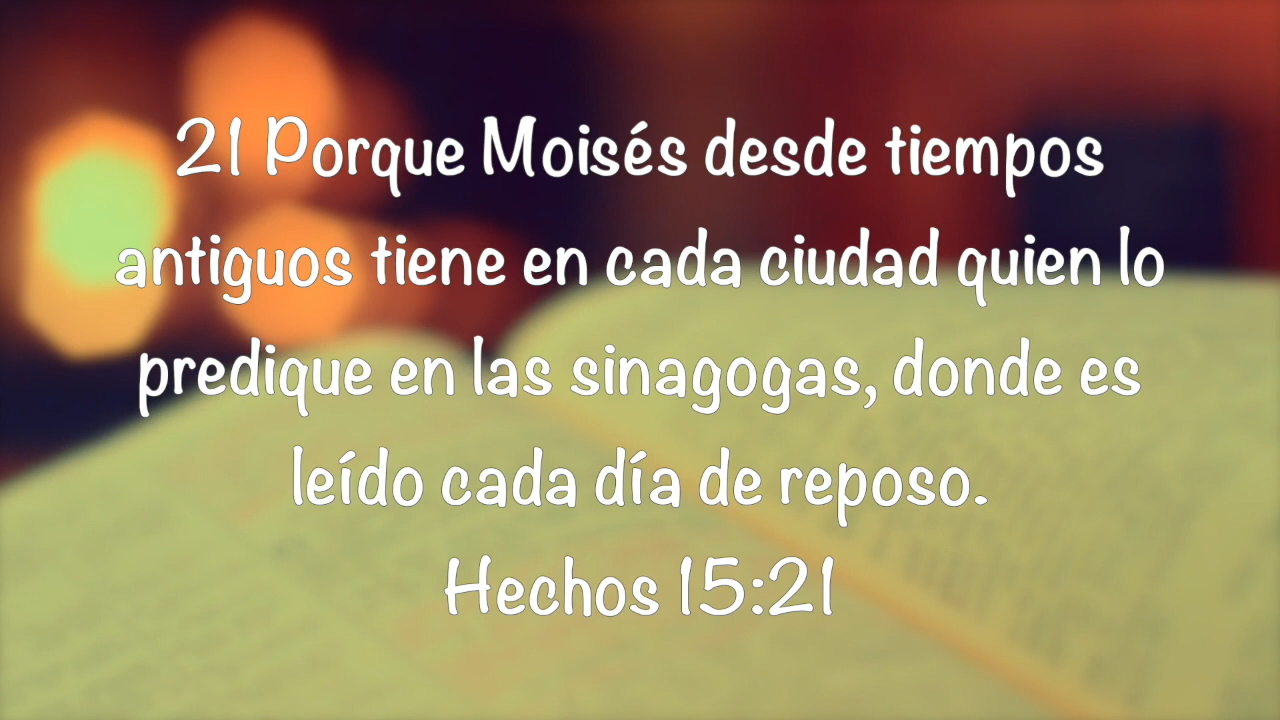 21 Porque Moisés desde tiempos
antiguos tiene en cada ciudad quien lo
predique en las sinagogas, donde es
leído cada día de reposo.
Hechos 15:21